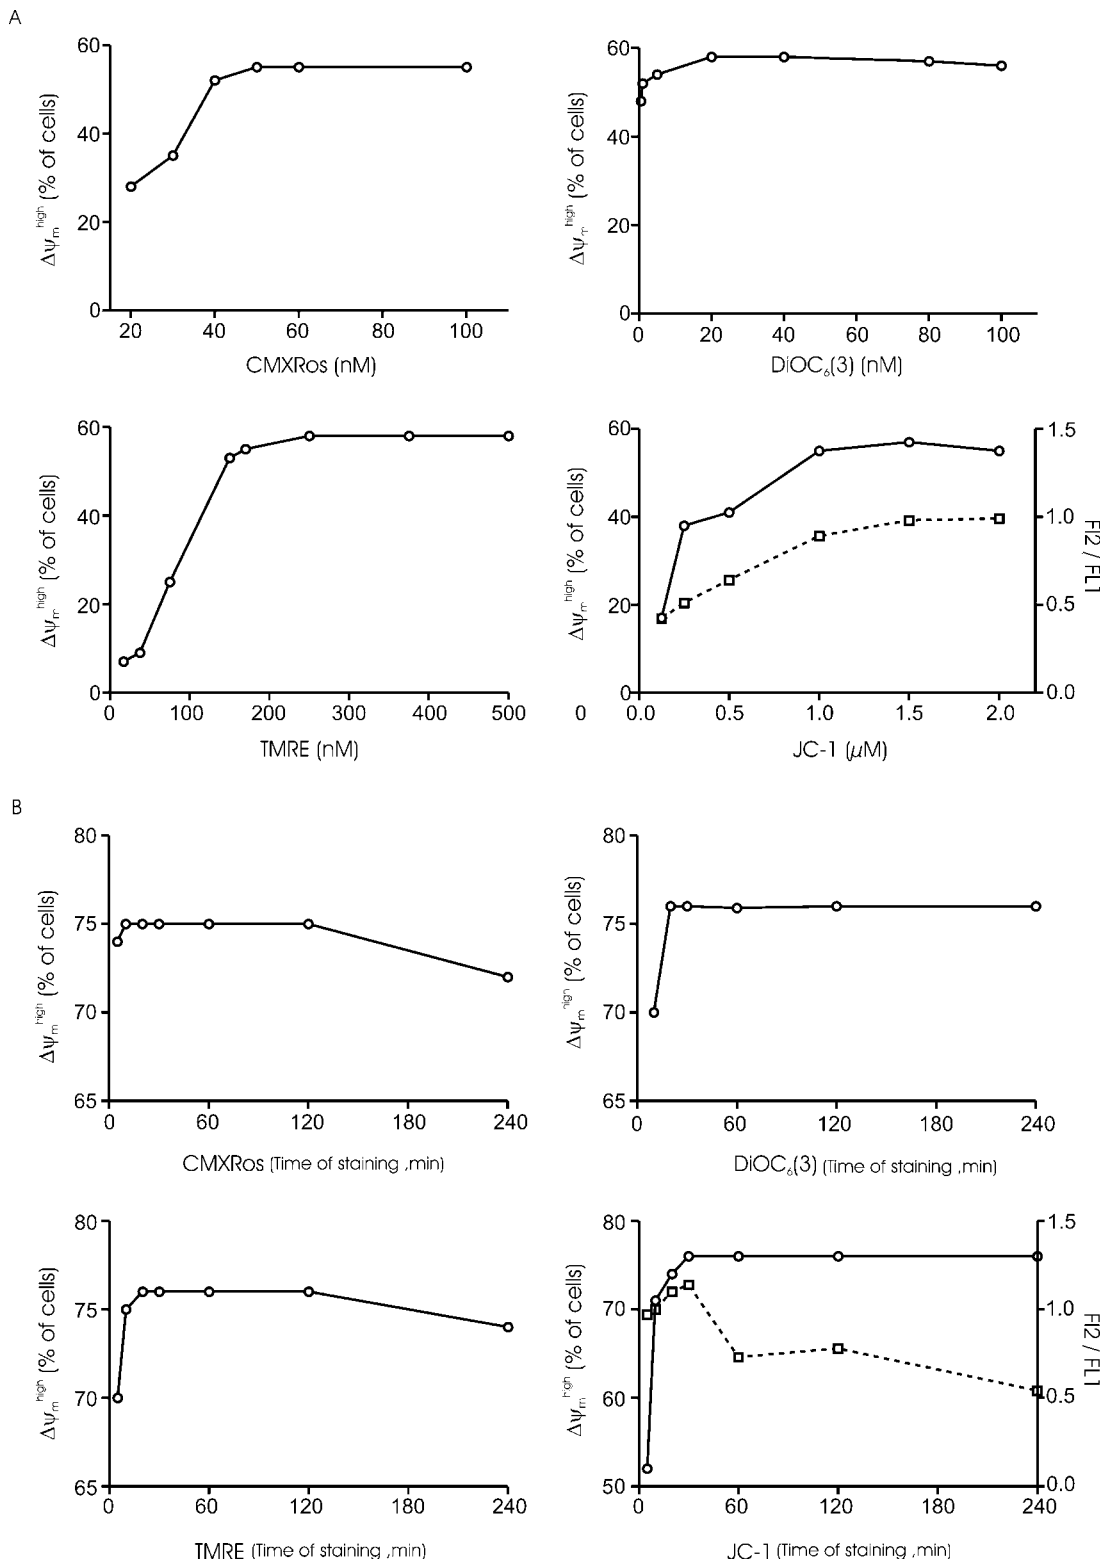 A
60
40
20
0
20 40 60 80 100
Δψm high (% of cells)
CMXRos (nM)
60
40
20
0
0 20 40 60 80 100
Δψm high (% of cells)
DiOC6(3) (nM)
60
40
20
0
0 100 200 300 400 500
Δψm high (% of cells)
TMRE (nM)
60
40
20
0
0
0.0 0.5 1.0 1.5 2.0
1.5
1.0
0.5
0.0
Δψm high (% of cells)
Fl2 / FL1
JC-1 (μM)
B
80
75
70
65
0 60 120 180 240
Δψm high (% of cells)
CMXRos (Time of staining ,min)
80
75
70
65
0 60 120 180 240
Δψm high (% of cells)
DiOC6(3) (Time of staining ,min)
80
75
70
65
0 60 120 180 240
Δψm high (% of cells)
TMRE (Time of staining ,min)
80
70
60
50
0 60 120 180 240
1.5
1.0
0.5
0.0
Δψm high (% of cells)
Fl2 / FL1
JC-1 (Time of staining ,min)